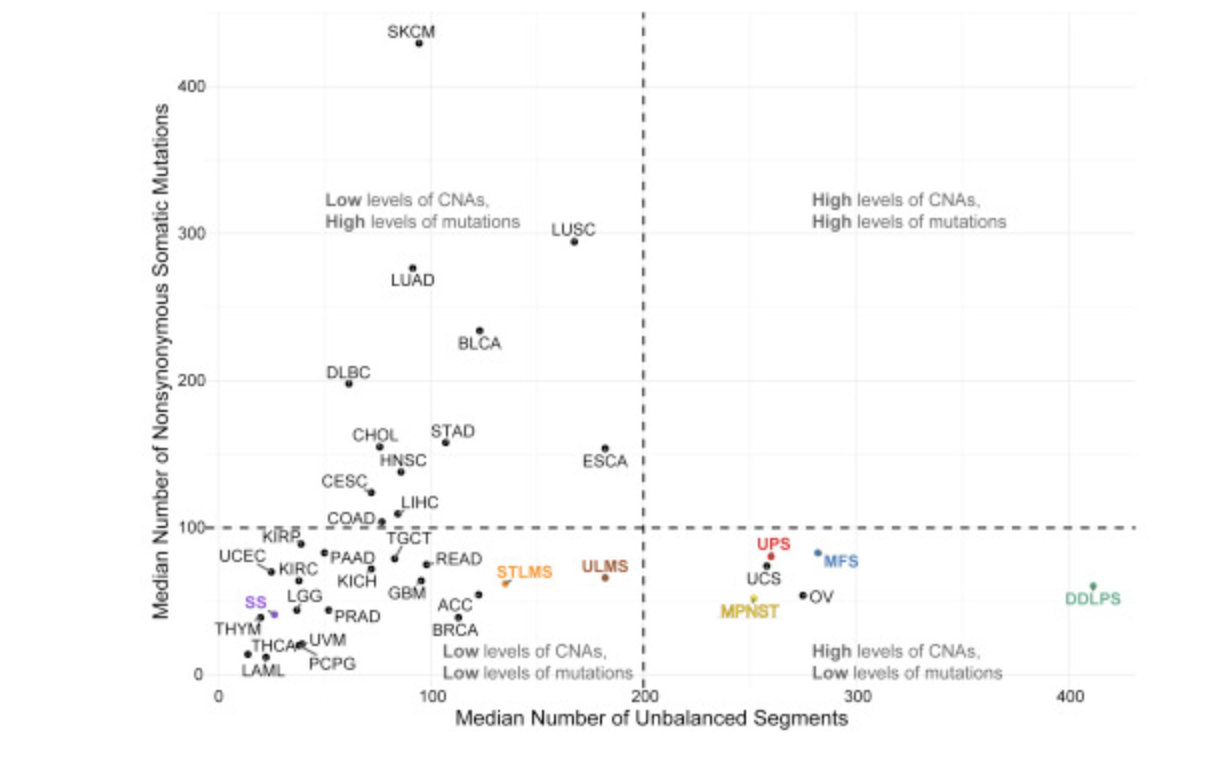 SKCM
400
Median Number of Nonsynonymous Somatic Mutations
Low levels of CNAs,
High levels of mutations
High levels of CNAs,
High levels of mutations
LUSC
300
LUAD
BLCA
DLBC
200
CHOL
STAD
HNSC
ESCA
CESC
LIHC
COAD
100
KIRP
TGCT
UCEC
PAAD
READ
KIRC
KICH
STLMS
ULMS
UPS
MFS
UCS
GBM
LGG
SS
ACC
MPNST
OV
DDLPS
PRAD
THYM
BRCA
THCA
UVM
PCPG
LAML
Low levels of CNAs,
Low levels of mutations
High levels of CNAs,
Low levels of mutations
0
0
100
200
300
400
Median Number of Unbalanced Segments